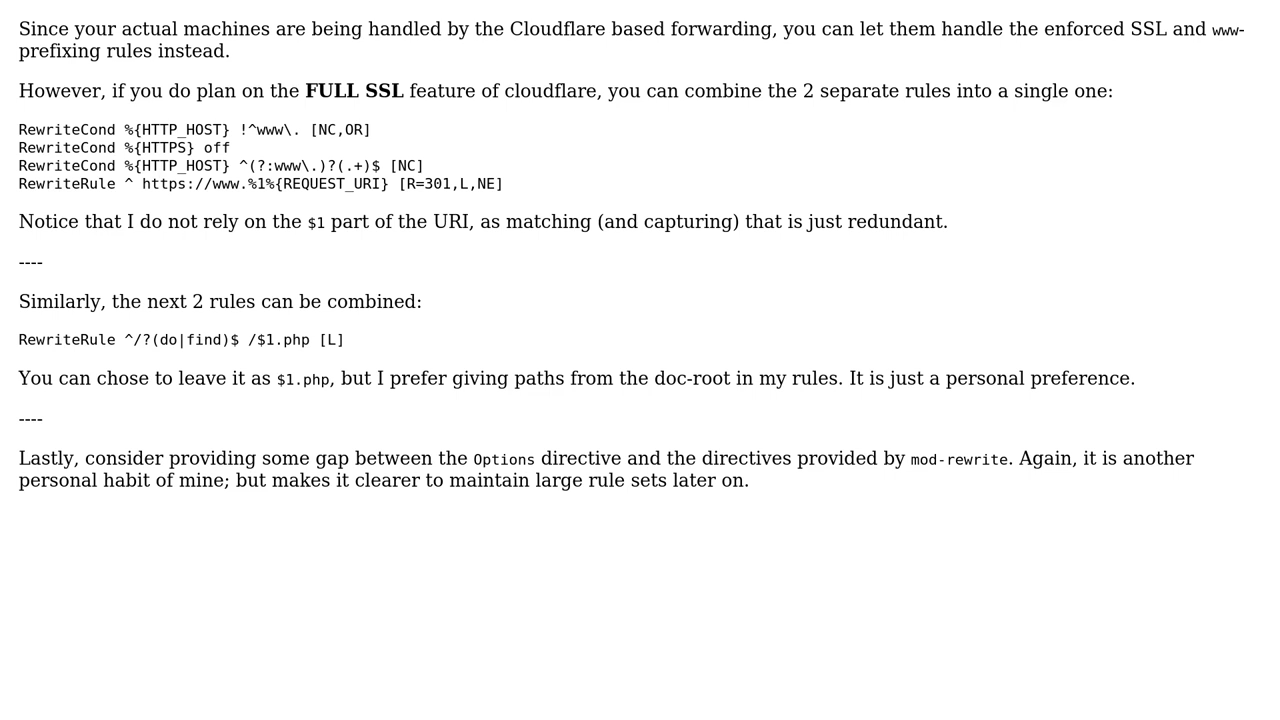 Since your actual machines are being handled by the Cloudflare based forwarding, you can let them handle the enforced SSL and www-
prefixing rules instead.
However, if you do plan on the FULL SSL feature of cloudflare, you can combine the 2 separate rules into a single one:
RewriteCond %{HTTP_HOST} !^www\. [NC,OR]
RewriteCond %{HTTPS} off
RewriteCond %{HTTP_HOST} ^(?:www\.)?(.+)$ [NC]
RewriteRule ^ https://www.%1%{REQUEST_URI} [R=301,L,NE]
Notice that I do not rely on the $1 part of the URI, as matching (and capturing) that is just redundant.
----
Similarly, the next 2 rules can be combined:
RewriteRule ^/?(do|find)$ /$1.php [L]
You can chose to leave it as $1.php, but I prefer giving paths from the doc-root in my rules. It is just a personal preference.
----
Lastly, consider providing some gap between the Options directive and the directives provided by mod-rewrite. Again, it is another
personal habit of mine; but makes it clearer to maintain large rule sets later on.